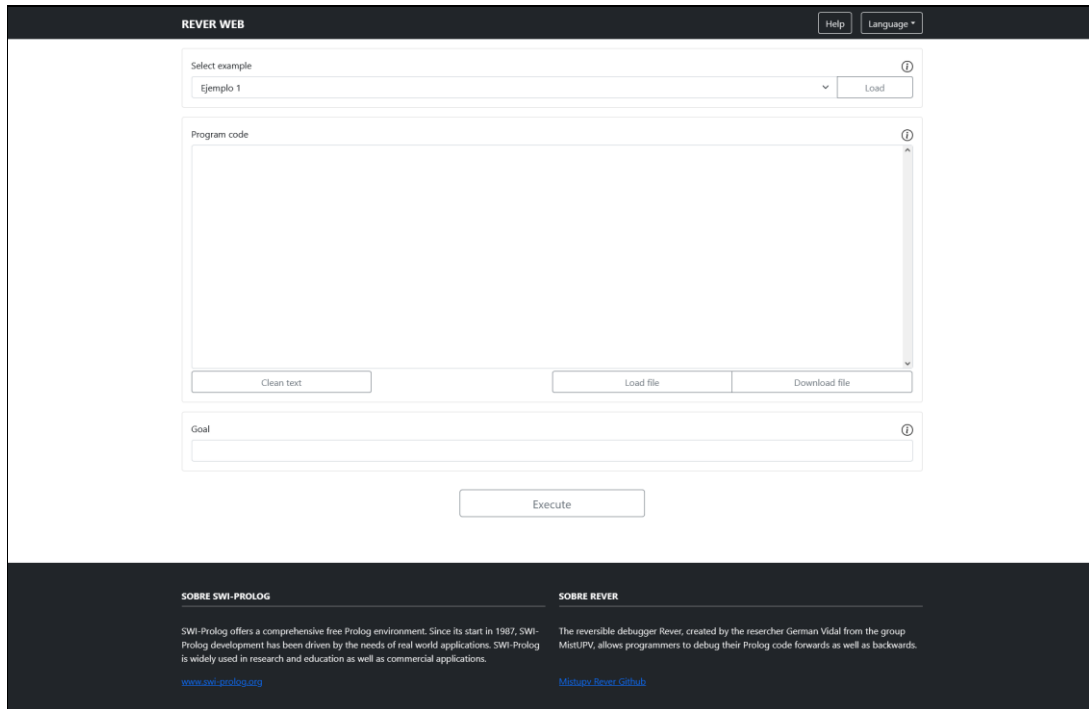 REVER WEB
Help
Language
Select example
Ejemplo 1
Load
Program code
Clean text
Load file
Download file
Goal
Execute
SOBRE SWI-PROLOG
SWI-Prolog offers a comprehensive free Prolog environment. Since its start in 1987, SWI-
Prolog development has been driven by the needs of real world applications. SWI-Prolog
is widely used in research and education as well as commercial applications.
www.swi-prolog.org
SOBRE REVER
The reversible debugger Rever, created by the resercher German Vidal from the group
MistUPV, allows programmers to debug their Prolog code forwards as well as backwards.
Mistupv Rever Github